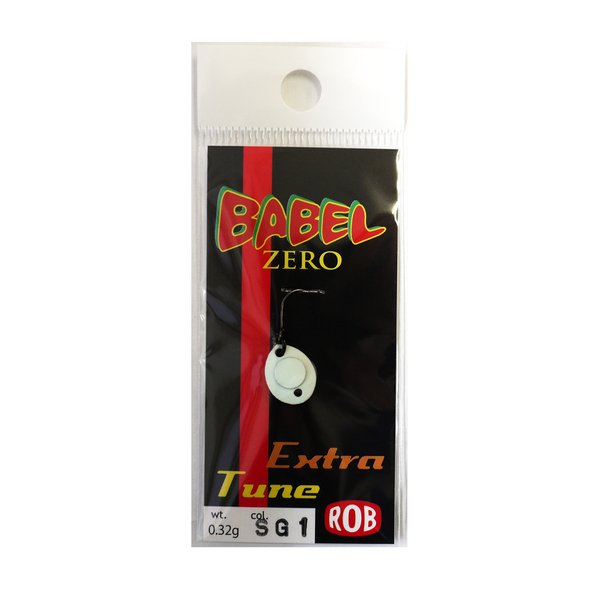 BABEL
ZERO
Extra
Tune
wt. col.
0.32g SG1
ROB